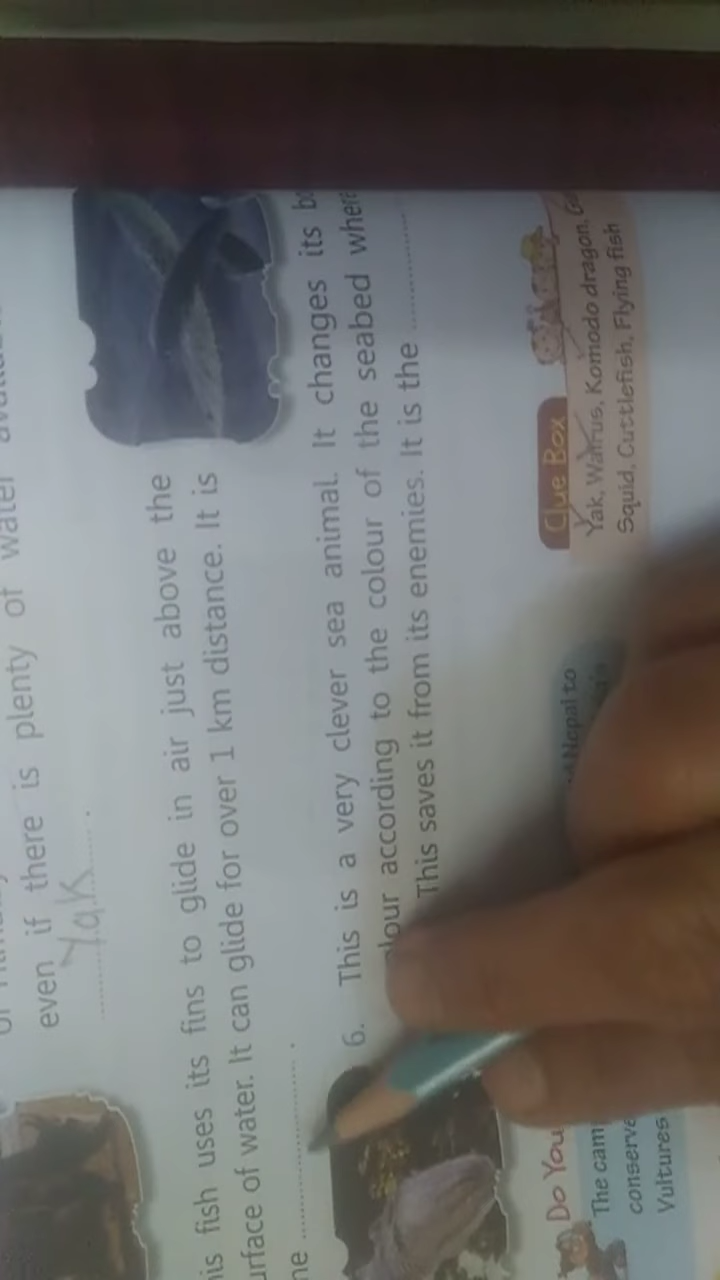 even if there is plenty of water
Yak .
his fish uses its fins to glide in air just above the
urface of water. It can glide for over 1 km distance. It is
he .................... .
6. This is a very clever sea animal. It changes its
lour according to the colour of the seabed where
This saves it from its enemies. It is the ....................
Clue Box
Yak, Walrus, Komodo dragon,
Squid, Cuttlefish, Flying fish
Nepal to
Do You
The
conserve
Vultures